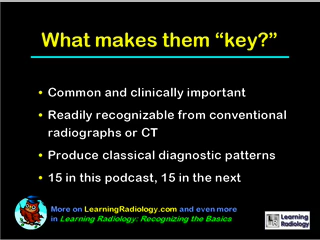 What makes them “key?”
• Common and clinically important
• Readily recognizable from conventional
radiographs or CT
• Produce classical diagnostic patterns
• 15 in this podcast, 15 in the next
More on LearningRadiology.com and even more
in Learning Radiology: Recognizing the Basics
Learning
Radiology